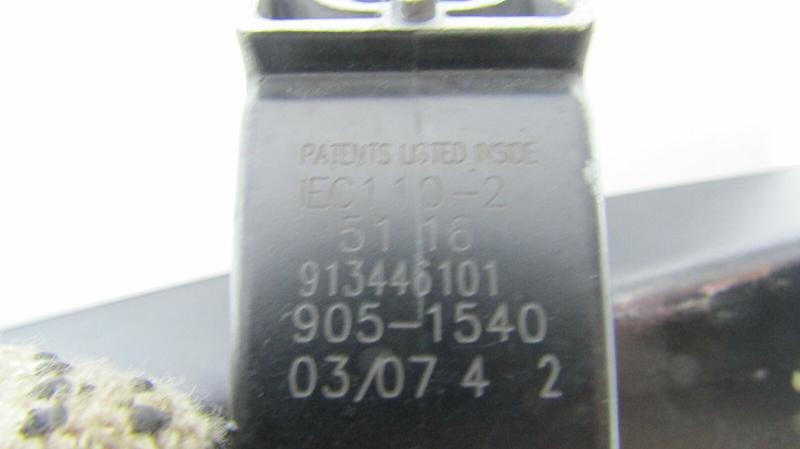 PATENTS LISTED INSIDE
IEC110-2
51 16
913446101
905-1540
03/07 4 2